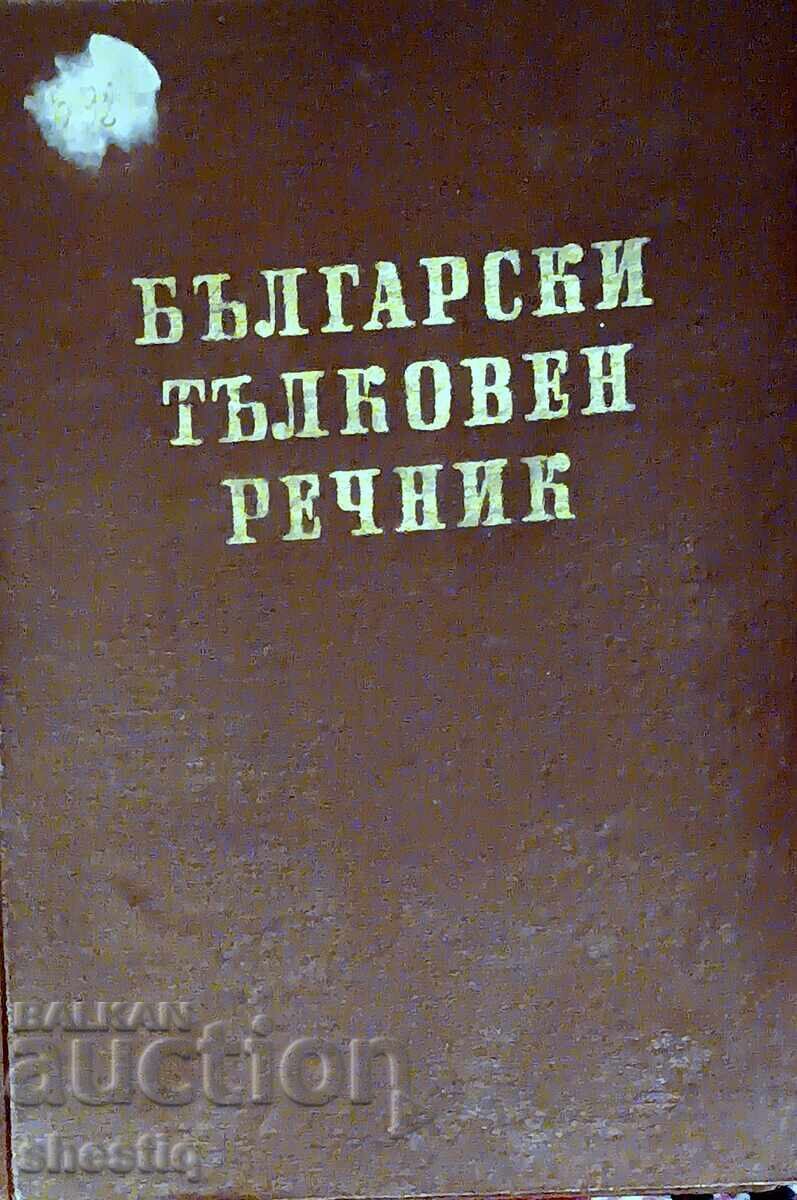 БЪЛГАРСКИ
ТЪЛКОВЕН
РЕЧНИК
BALKAN
auction
shestiq